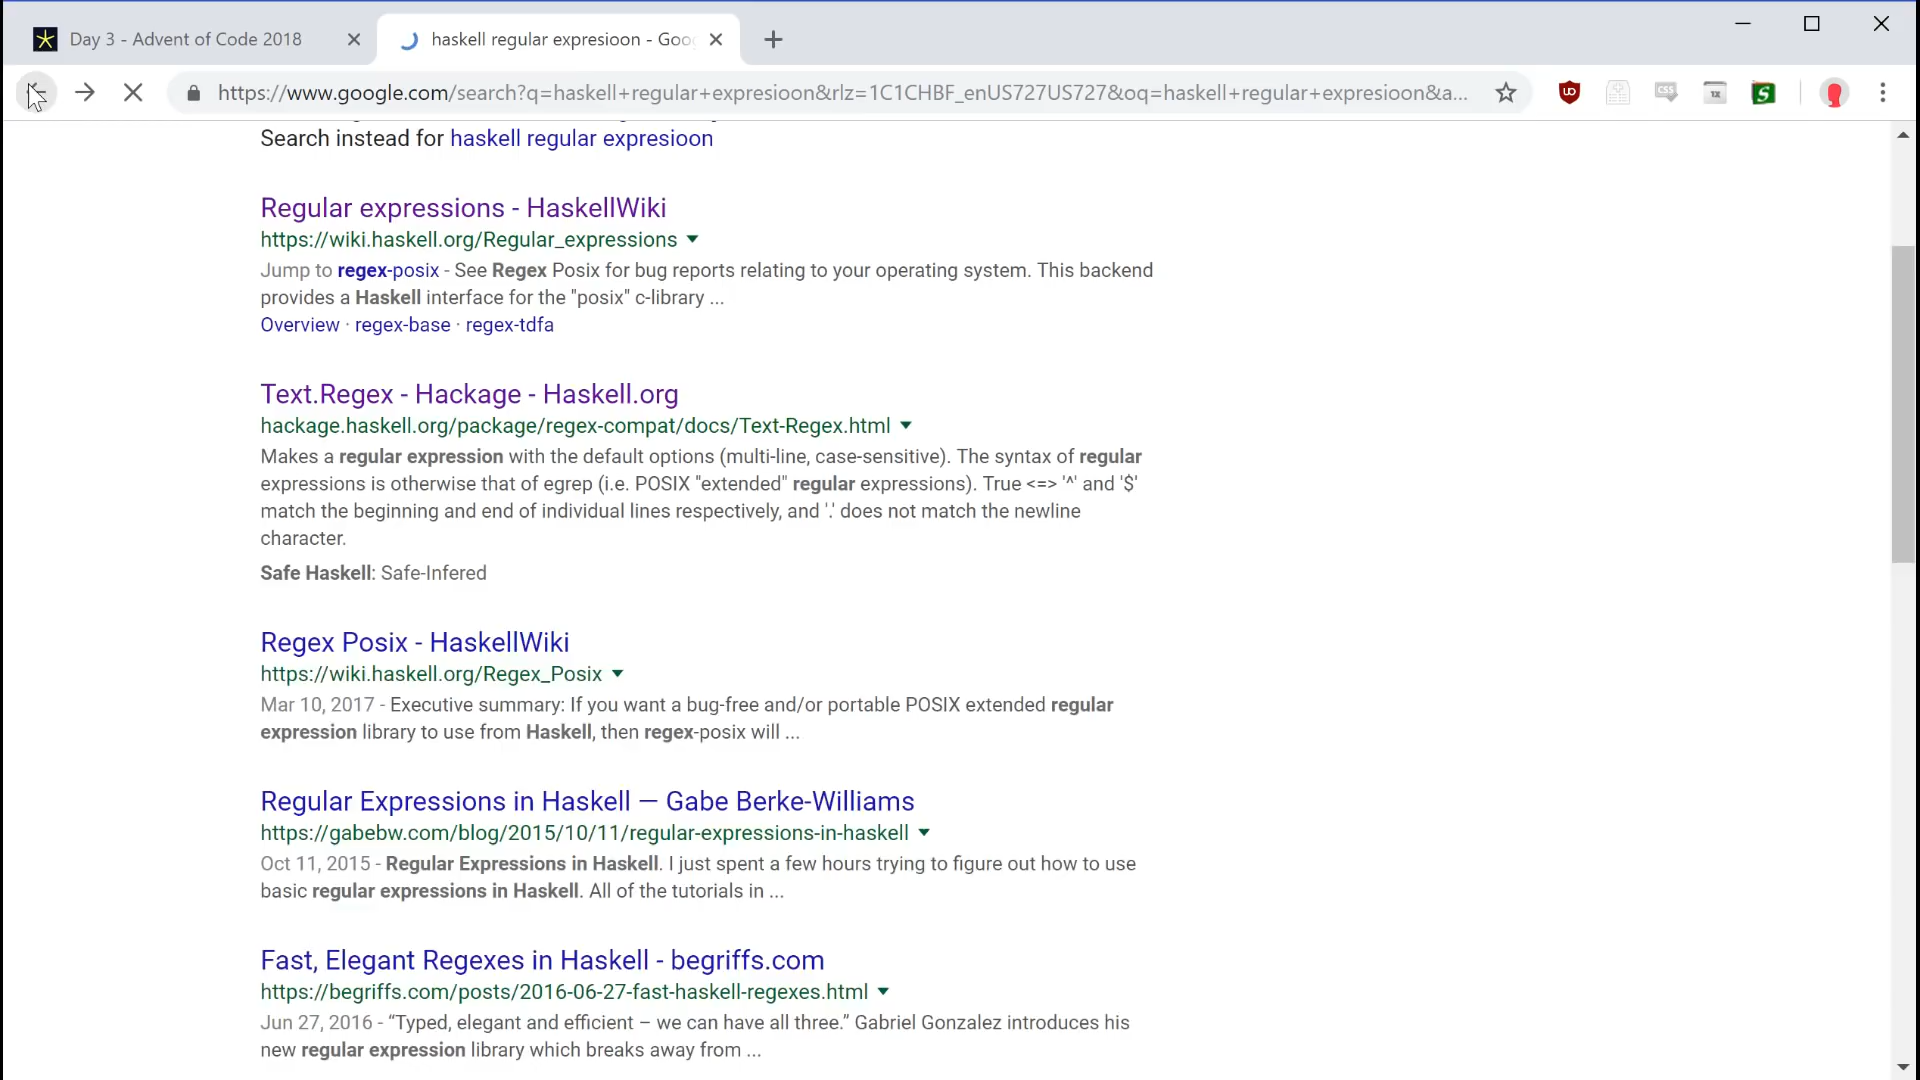 Day 3 - Advent of Code 2018
haskell regular expresioon - Goo
https://www.google.com/search?q=haskell+regular+expresioon&rlz=1C1CHBF_enUS727US727&oq=haskell+regular+expresioon&a...
Search instead for haskell regular expresioon
Regular expressions - HaskellWiki
https://wiki.haskell.org/Regular_expressions
Jump to regex-posix - See Regex Posix for bug reports relating to your operating system. This backend
provides a Haskell interface for the "posix" c-library ...
Overview · regex-base · regex-tdfa
Text.Regex - Hackage - Haskell.org
hackage.haskell.org/package/regex-compat/docs/Text-Regex.html
Makes a regular expression with the default options (multi-line, case-sensitive). The syntax of regular
expressions is otherwise that of egrep (i.e. POSIX "extended" regular expressions). True <=> '^' and '$'
match the beginning and end of individual lines respectively, and '.' does not match the newline
character.
Safe Haskell: Safe-Infered
Regex Posix - HaskellWiki
https://wiki.haskell.org/Regex_Posix
Mar 10, 2017 - Executive summary: If you want a bug-free and/or portable POSIX extended regular
expression library to use from Haskell, then regex-posix will ...
Regular Expressions in Haskell — Gabe Berke-Williams
https://gabebw.com/blog/2015/10/11/regular-expressions-in-haskell
Oct 11, 2015 - Regular Expressions in Haskell. I just spent a few hours trying to figure out how to use
basic regular expressions in Haskell. All of the tutorials in ...
Fast, Elegant Regexes in Haskell - begriffs.com
https://begriffs.com/posts/2016-06-27-fast-haskell-regexes.html
Jun 27, 2016 - “Typed, elegant and efficient – we can have all three.” Gabriel Gonzalez introduces his
new regular expression library which breaks away from ...